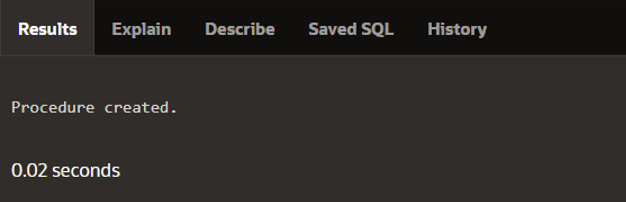 Results Explain Describe Saved SQL History
Procedure created.
0.02 seconds